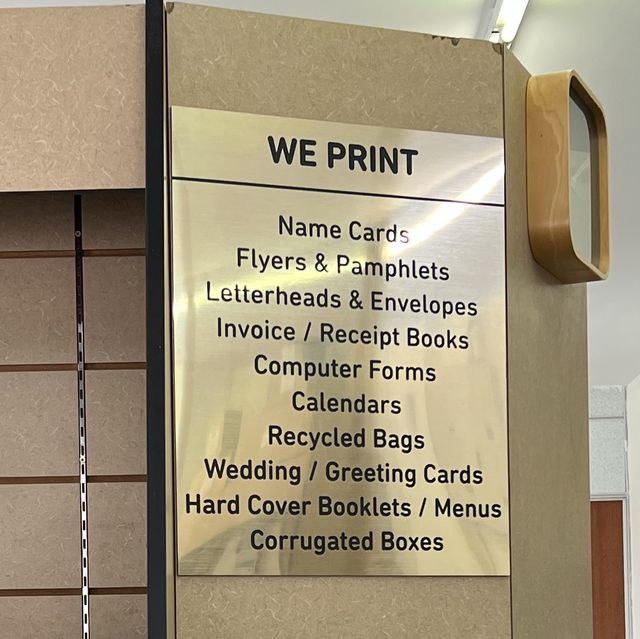 WE PRINT
Name Cards
Flyers & Pamphlets
Letterheads & Envelopes
Invoice / Receipt Books
Computer Forms
Calendars
Recycled Bags
Wedding / Greeting Cards
Hard Cover Booklets / Menus
Corrugated Boxes